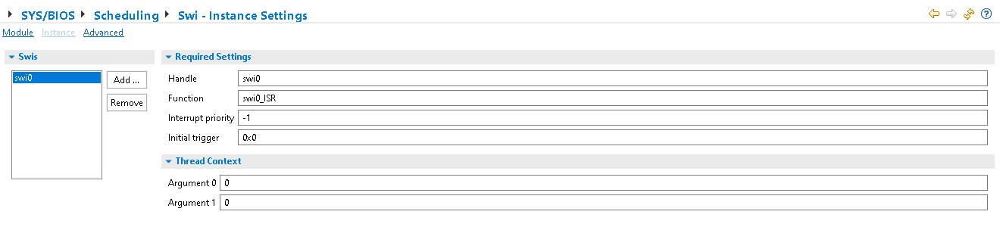 SYS/BIOS Scheduling Swi - Instance Settings
Module Instance Advanced
Swis
swi0
Add ...
Remove
Required Settings
Handle swi0
Function swi0_ISR
Interrupt priority -1
Initial trigger 0x0
Thread Context
Argument 0 0
Argument 1 0